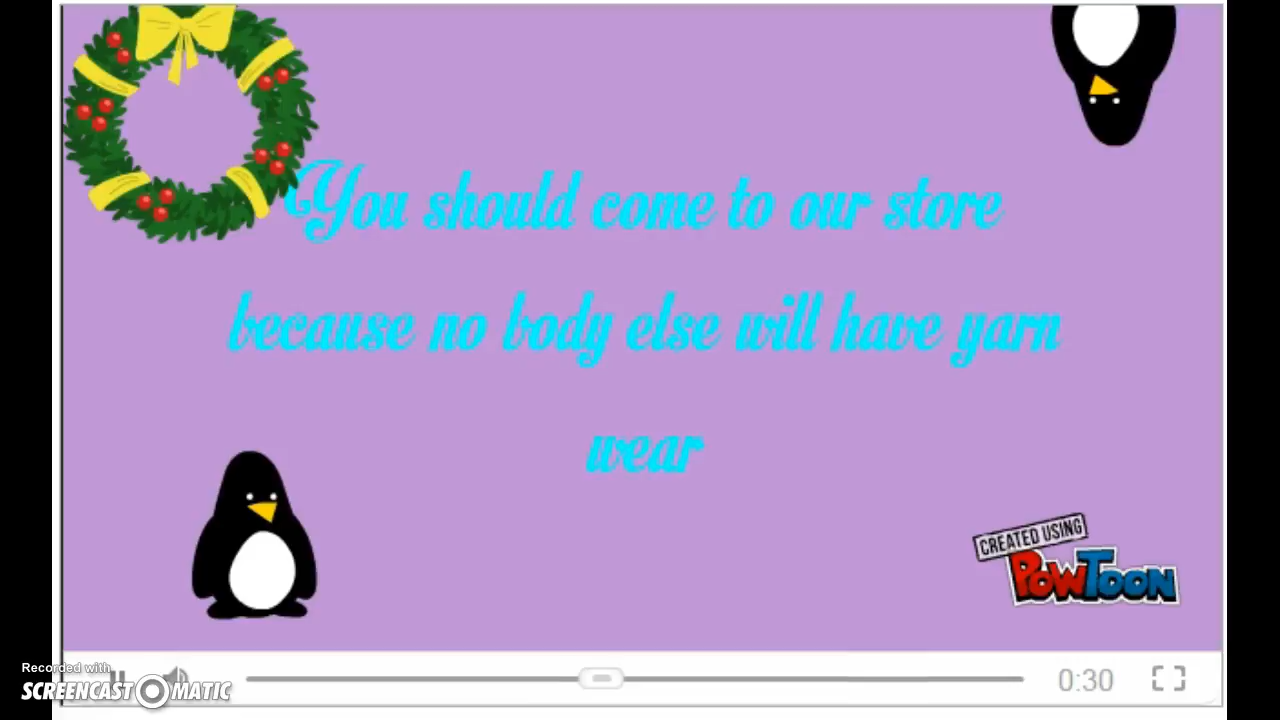 You should come to our store
because no body else will have yarn
wear
CREATED USING
POWTOON
0:30
Recorded with
SCREENCAST MATIC